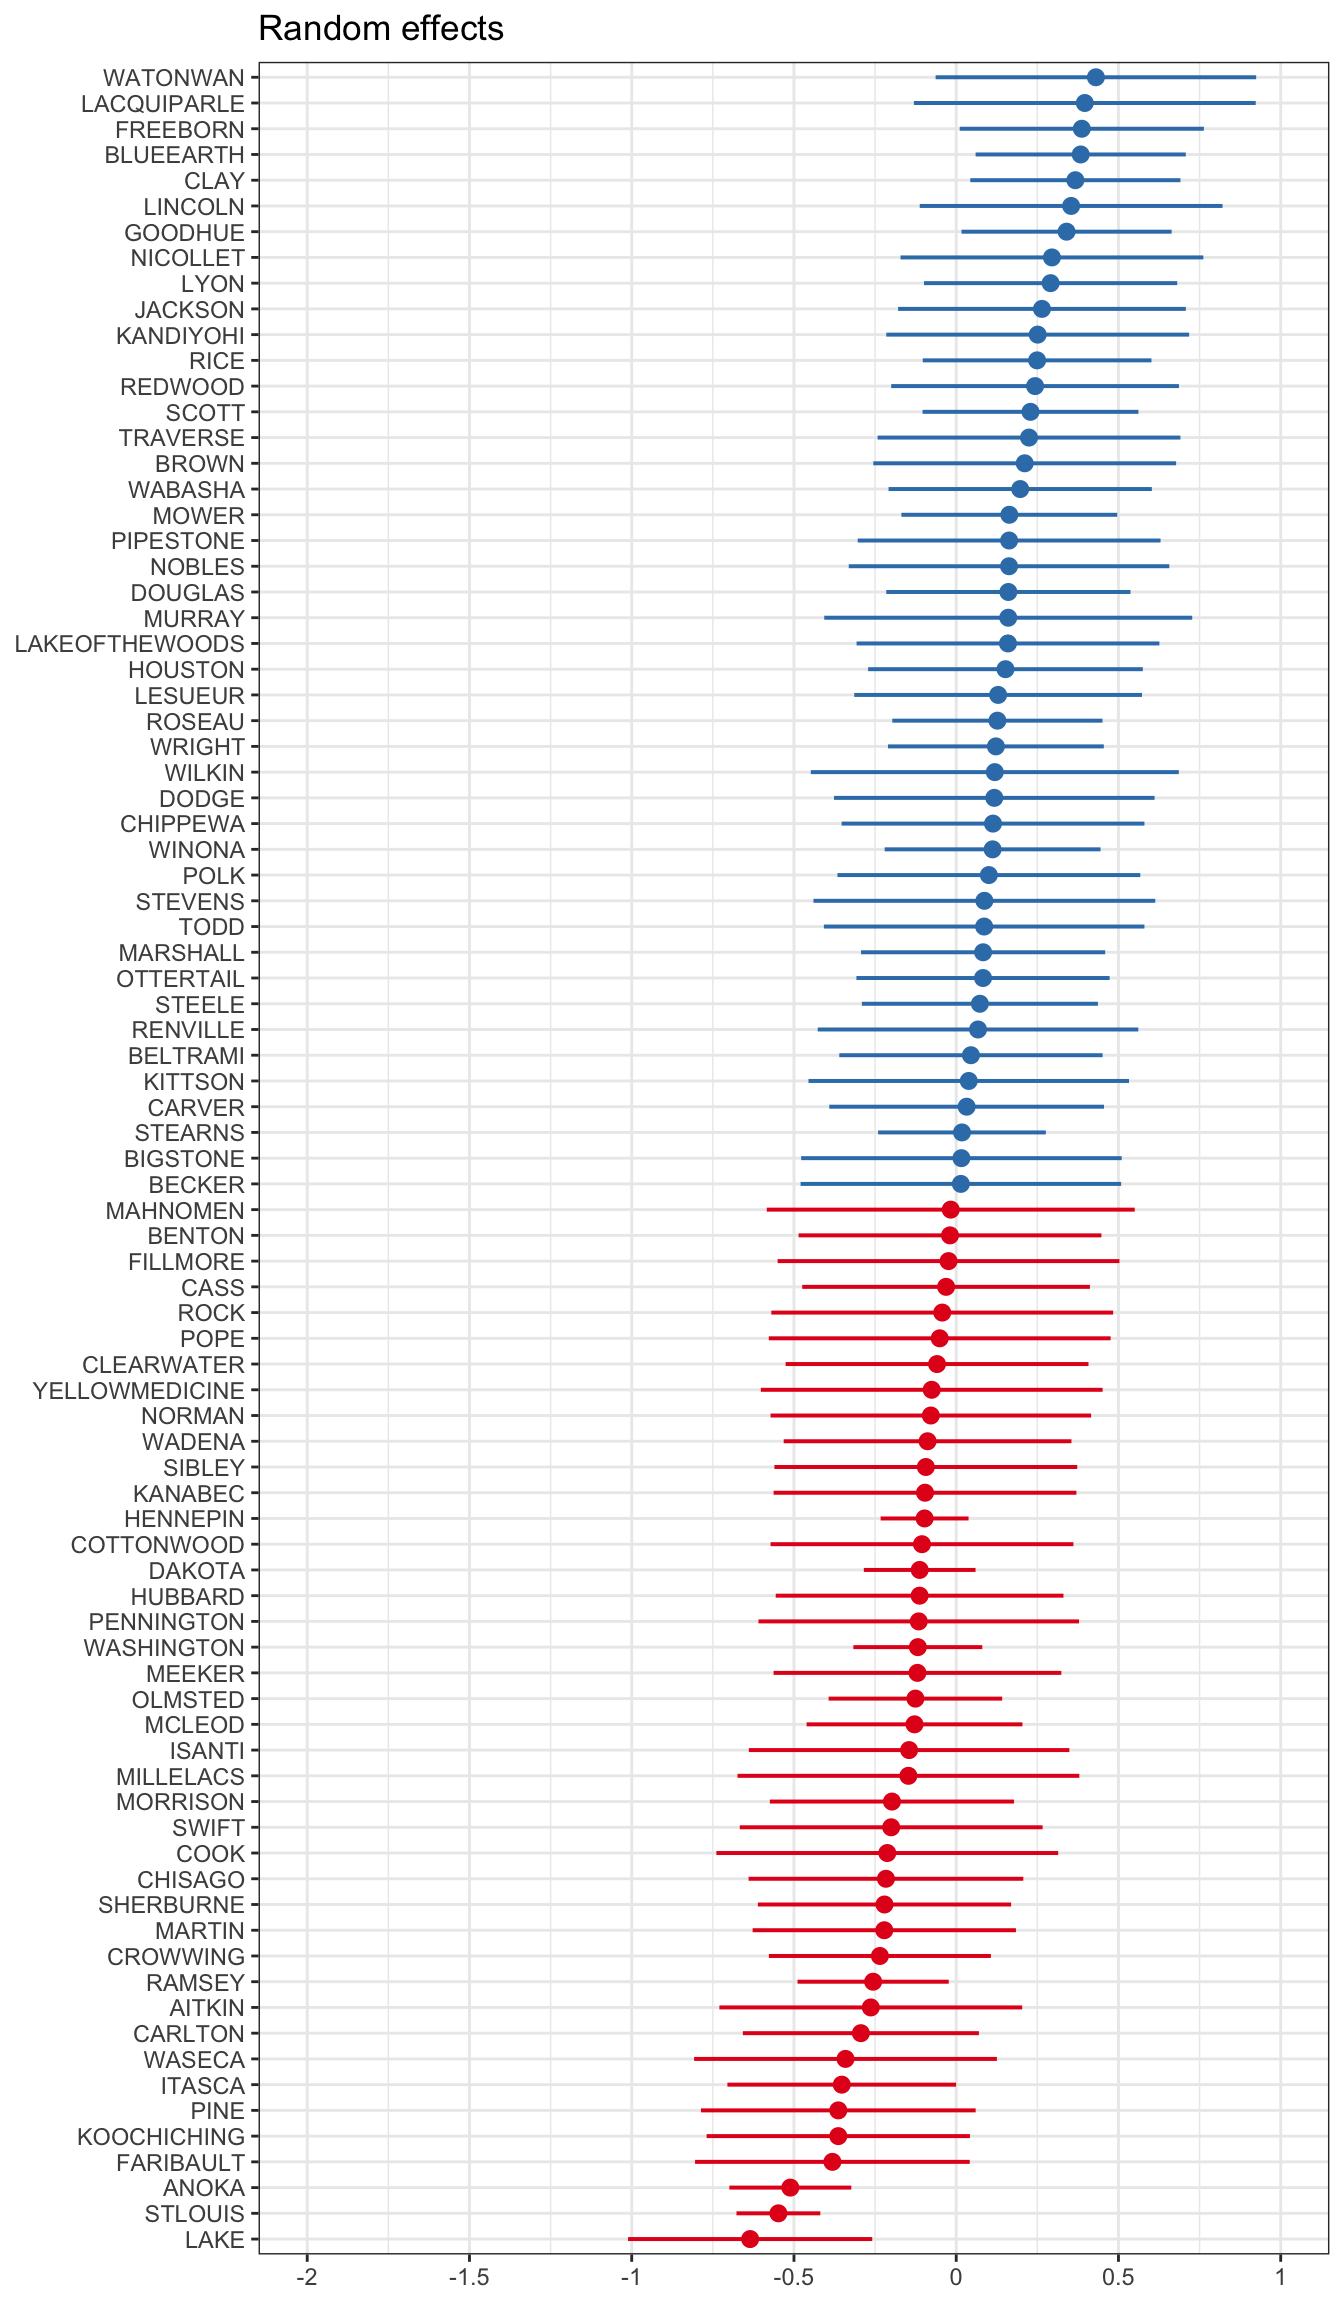 Random effects
WATONWAN
LACQUIPARLE
FREEBORN
BLUEEARTH
CLAY
LINCOLN
GOODHUE
NICOLLET
LYON
JACKSON
KANDIYOHI
RICE
REDWOOD
SCOTT
TRAVERSE
BROWN
WABASHA
MOWER
PIPESTONE
NOBLES
DOUGLAS
MURRAY
LAKEOFTHEWOODS
HOUSTON
LESUEUR
ROSEAU
WRIGHT
WILKIN
DODGE
CHIPPEWA
WINONA
POLK
STEVENS
TODD
MARSHALL
OTTERTAIL
STEELE
RENVILLE
BELTRAMI
KITTSON
CARVER
STEARNS
BIGSTONE
BECKER
MAHNOMEN
BENTON
FILLMORE
CASS
ROCK
POPE
CLEARWATER
YELLOWMEDICINE
NORMAN
WADENA
SIBLEY
KANABEC
HENNEPIN
COTTONWOOD
DAKOTA
HUBBARD
PENNINGTON
WASHINGTON
MEEKER
OLMSTED
MCLEOD
ISANTI
MILLELACS
MORRISON
SWIFT
COOK
CHISAGO
SHERBURNE
MARTIN
CROWWING
RAMSEY
AITKIN
CARLTON
WASECA
ITASCA
PINE
KOOCHICHING
FARIBAULT
ANOKA
STLOUIS
LAKE
-2 -1.5 -1 -0.5 0 0.5 1